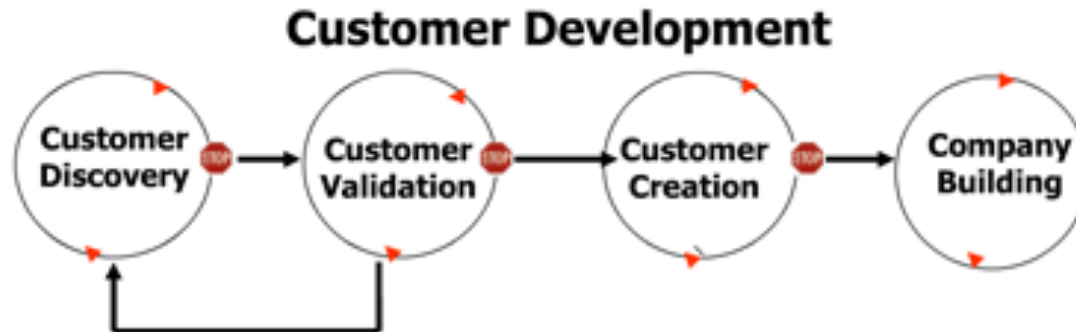 Customer Development
Customer
Discovery
STOP
Customer
Validation
STOP
Customer
Creation
STOP
Company
Building